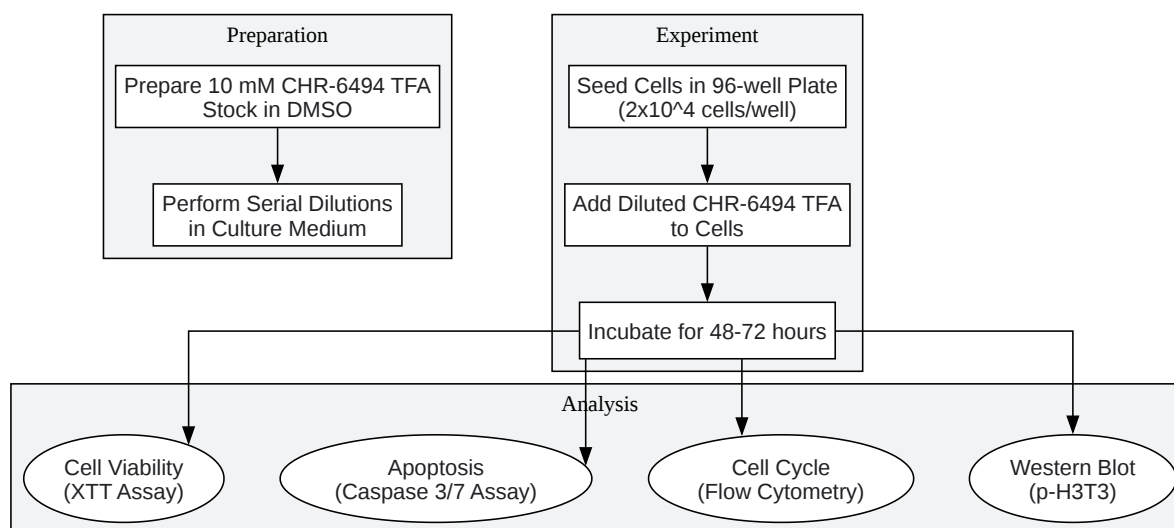 Preparation
Prepare 10 mM CHR-6494 TFA
Stock in DMSO
Perform Serial Dilutions
in Culture Medium
Experiment
Seed Cells in 96-well Plate
(2x10^4 cells/well)
Add Diluted CHR-6494 TFA
to Cells
Incubate for 48-72 hours
Analysis
Cell Viability
(XTT Assay)
Apoptosis
(Caspase 3/7 Assay)
Cell Cycle
(Flow Cytometry)
Western Blot
(p-H3T3)